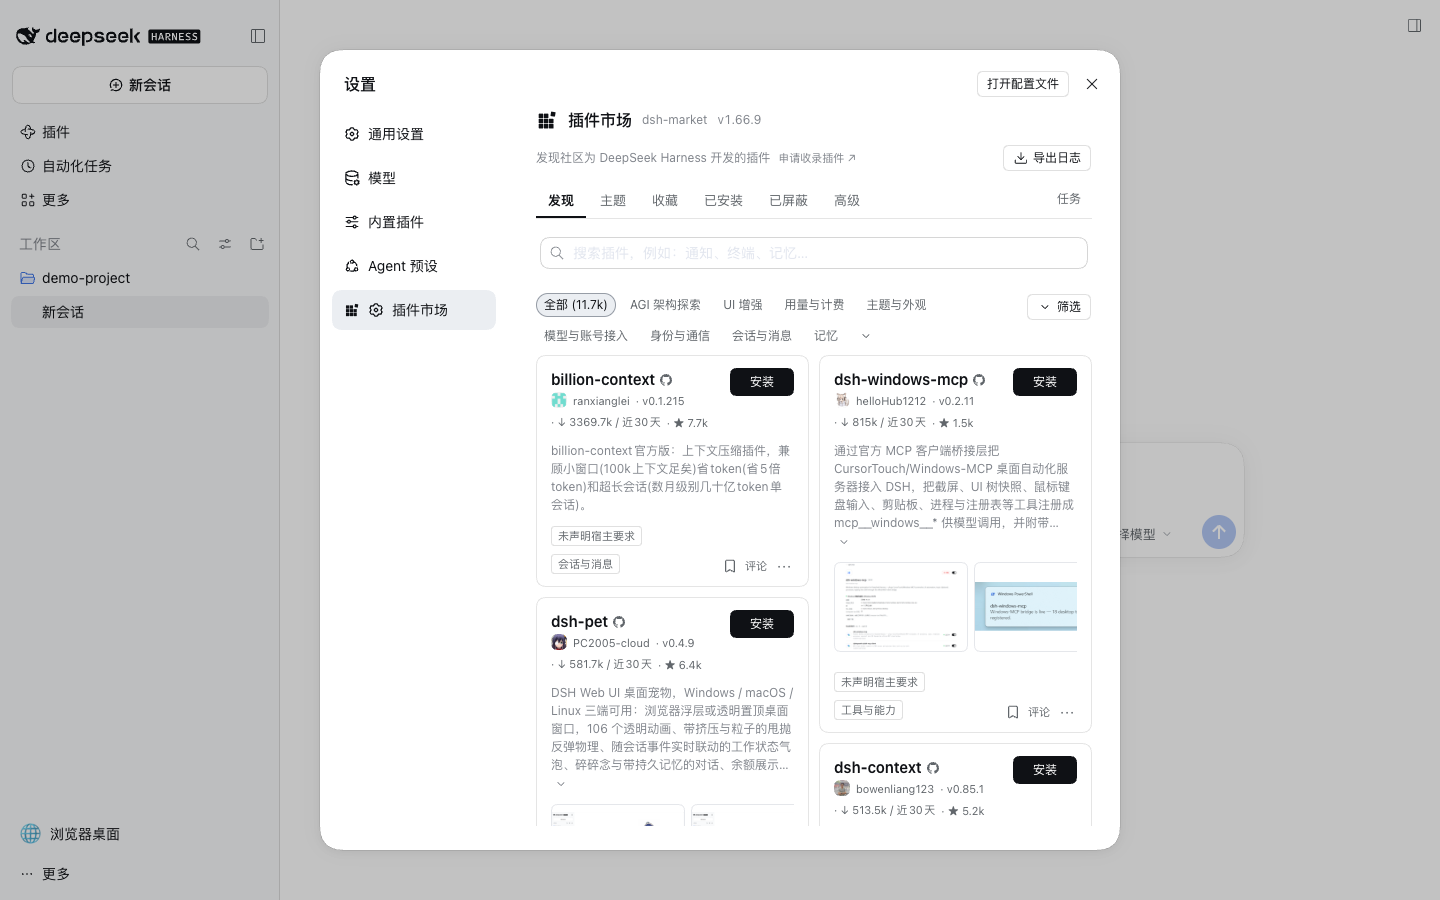 deepseek HARNESS
新会话
插件
自动化任务
更多
工作区
demo-project
新会话
浏览器桌面
更多
设置
打开配置文件
通用设置
模型
内置插件
Agent 预设
插件市场
插件市场 dsh-market v1.66.9
发现社区为 DeepSeek Harness 开发的插件 申请收录插件 ↗
导出日志
发现 主题 收藏 已安装 已屏蔽 高级 任务
搜索插件，例如：通知、终端、记忆...
全部 (11.7k) AGI 架构探索 UI 增强 用量与计费 主题与外观
筛选
模型与账号接入 身份与通信 会话与消息 记忆
billion-context 安装
ranxianglei · v0.1.215
· ↓ 3369.7k / 近30天 · ★ 7.7k
billion-context官方版：上下文压缩插件，兼
顾小窗口(100k上下文足矣)省token(省5倍
token)和超长会话(数月级别几十亿token单
会话)。
未声明宿主要求
会话与消息
评论 ···
dsh-pet 安装
PC2005-cloud · v0.4.9
· ↓ 581.7k / 近30天 · ★ 6.4k
DSH Web UI 桌面宠物，Windows / macOS /
Linux 三端可用：浏览器浮层或透明置顶桌面
窗口，106 个透明动画、带挤压与粒子的甩抛
反弹物理、随会话事件实时联动的工作状态气
泡、碎碎念与带持久记忆的对话、余额展示...
dsh-windows-mcp 安装
helloHub1212 · v0.2.11
· ↓ 815k / 近30天 · ★ 1.5k
通过官方 MCP 客户端桥接层把
CursorTouch/Windows-MCP 桌面自动化服
务器接入 DSH，把截屏、UI 树快照、鼠标键
盘输入、剪贴板、进程与注册表等工具注册成
mcp__windows__* 供模型调用，并附带...
Windows PowerShell
dsh-windows-mcp
未声明宿主要求
工具与能力
评论 ···
dsh-context 安装
bowenliang123 · v0.85.1
· ↓ 513.5k / 近30天 · ★ 5.2k
择模型